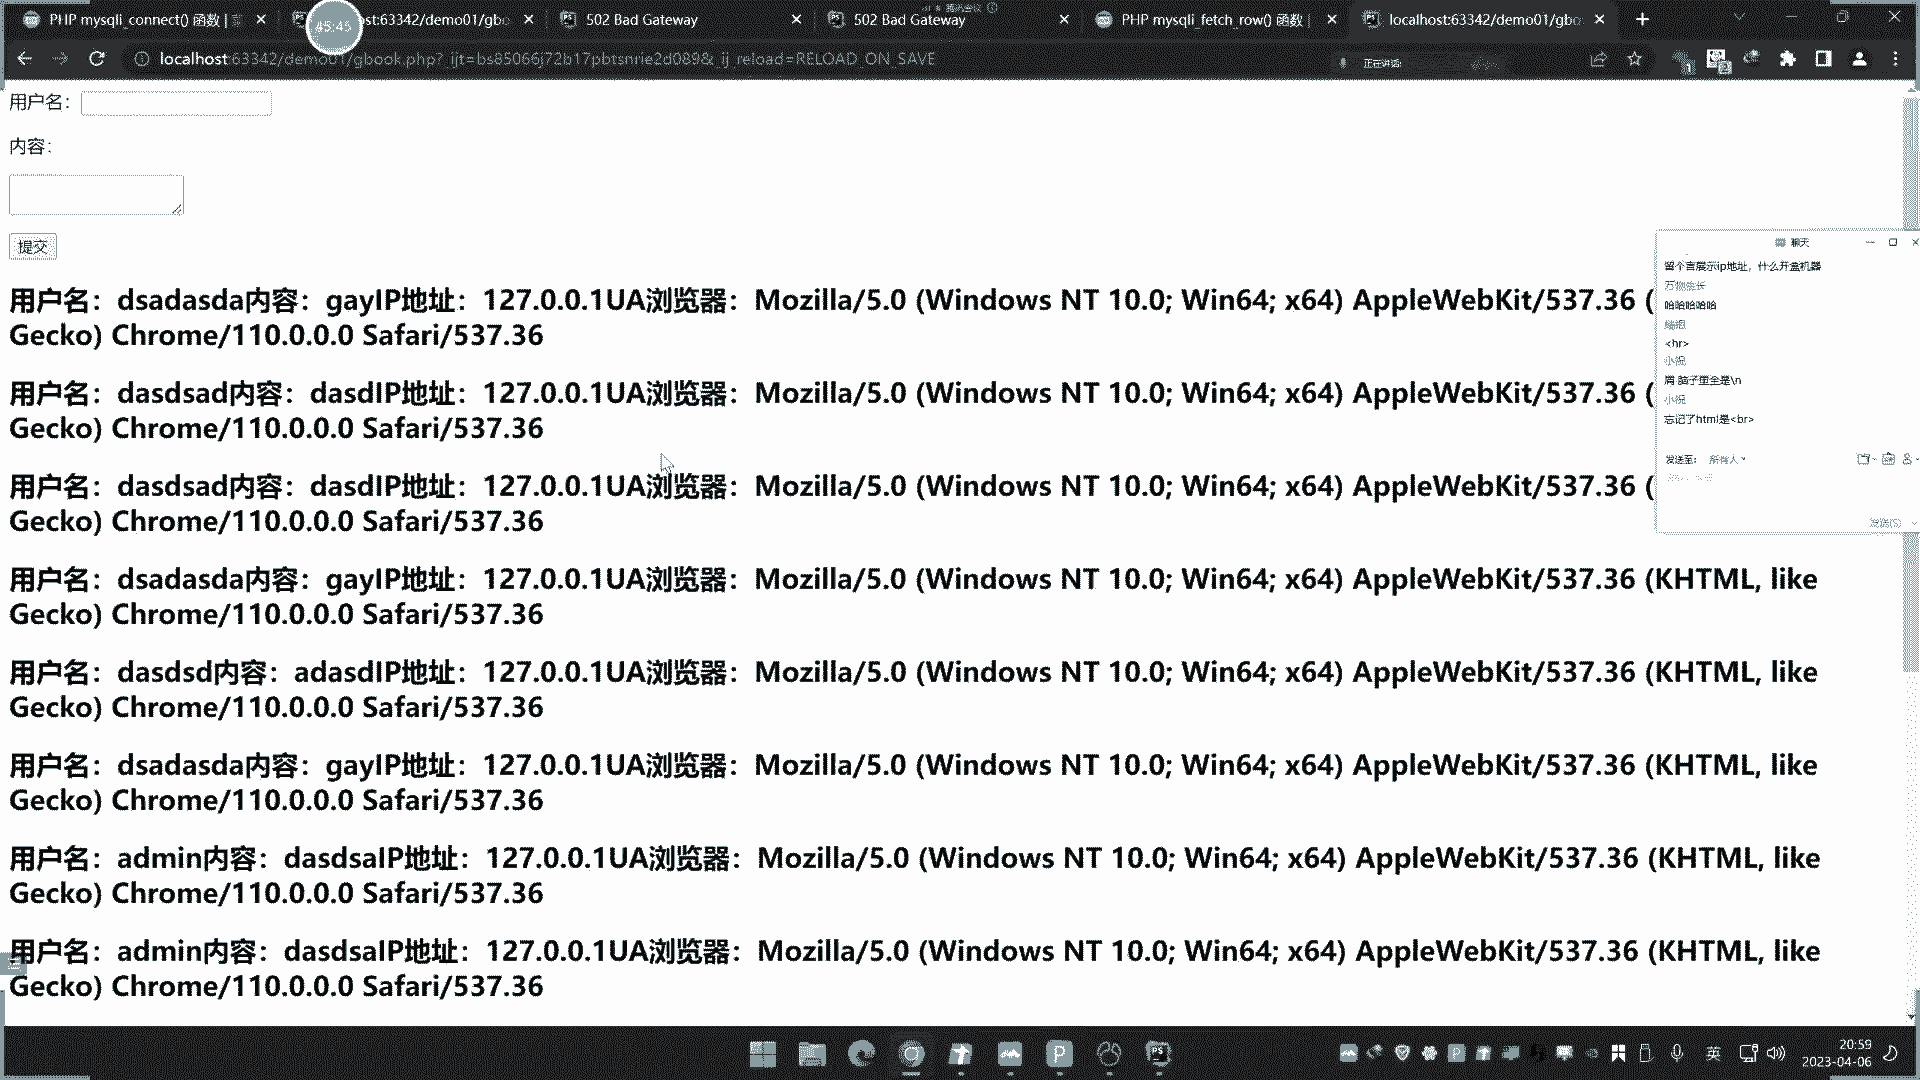 PHP mysqli_connect() 函数 |
45:45
ost:63342/demo01/gbo
502 Bad Gateway
502 Bad Gateway
PHP mysqli_fetch_row() 函数 |
localhost:63342/demo01/gbo
腾讯会议
localhost:63342/demo01/gbook.php?_ijt=bs85066j72b17pbtsnrie2d089&_ij_reload=RELOAD_ON_SAVE
正在讲话:
用户名：
内容：
提交
用户名：dsadasda内容：gayIP地址：127.0.0.1UA浏览器：Mozilla/5.0 (Windows NT 10.0; Win64; x64) AppleWebKit/537.36 (
Gecko) Chrome/110.0.0.0 Safari/537.36
用户名：dasdsad内容：dasdIP地址：127.0.0.1UA浏览器：Mozilla/5.0 (Windows NT 10.0; Win64; x64) AppleWebKit/537.36 (
Gecko) Chrome/110.0.0.0 Safari/537.36
用户名：dasdsad内容：dasdIP地址：127.0.0.1UA浏览器：Mozilla/5.0 (Windows NT 10.0; Win64; x64) AppleWebKit/537.36 (
Gecko) Chrome/110.0.0.0 Safari/537.36
用户名：dsadasda内容：gayIP地址：127.0.0.1UA浏览器：Mozilla/5.0 (Windows NT 10.0; Win64; x64) AppleWebKit/537.36 (KHTML, like
Gecko) Chrome/110.0.0.0 Safari/537.36
用户名：dasdsd内容：adasdIP地址：127.0.0.1UA浏览器：Mozilla/5.0 (Windows NT 10.0; Win64; x64) AppleWebKit/537.36 (KHTML, like
Gecko) Chrome/110.0.0.0 Safari/537.36
用户名：dsadasda内容：gayIP地址：127.0.0.1UA浏览器：Mozilla/5.0 (Windows NT 10.0; Win64; x64) AppleWebKit/537.36 (KHTML, like
Gecko) Chrome/110.0.0.0 Safari/537.36
用户名：admin内容：dasdsaIP地址：127.0.0.1UA浏览器：Mozilla/5.0 (Windows NT 10.0; Win64; x64) AppleWebKit/537.36 (KHTML, like
Gecko) Chrome/110.0.0.0 Safari/537.36
用户名：admin内容：dasdsaIP地址：127.0.0.1UA浏览器：Mozilla/5.0 (Windows NT 10.0; Win64; x64) AppleWebKit/537.36 (KHTML, like
Gecko) Chrome/110.0.0.0 Safari/537.36
聊天
留个言展示ip地址，什么开盒机器
万物生长
哈哈哈哈哈
<hr>
小祝
脑子里全是\n
小祝
忘记了html是<br>
发送至： 所有人
发送(S)
英
20:59
2023-04-06